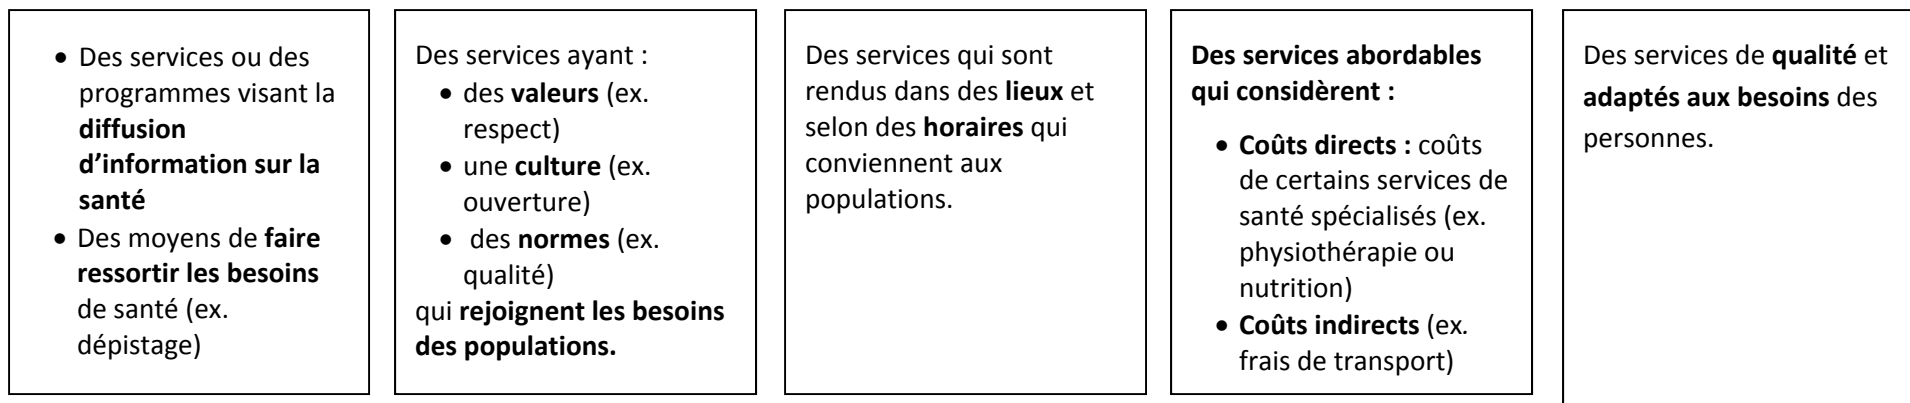 • Des services ou des
programmes visant la
diffusion
d’information sur la
santé
• Des moyens de faire
ressortir les besoins
de santé (ex.
dépistage)
Des services ayant :
• des valeurs (ex.
respect)
• une culture (ex.
ouverture)
• des normes (ex.
qualité)
qui rejoignent les besoins
des populations.
Des services qui sont
rendus dans des lieux et
selon des horaires qui
conviennent aux
populations.
Des services abordables
qui considèrent :
• Coûts directs : coûts
de certains services de
santé spécialisés (ex.
physiothérapie ou
nutrition)
• Coûts indirects (ex.
frais de transport)
Des services de qualité et
adaptés aux besoins des
personnes.